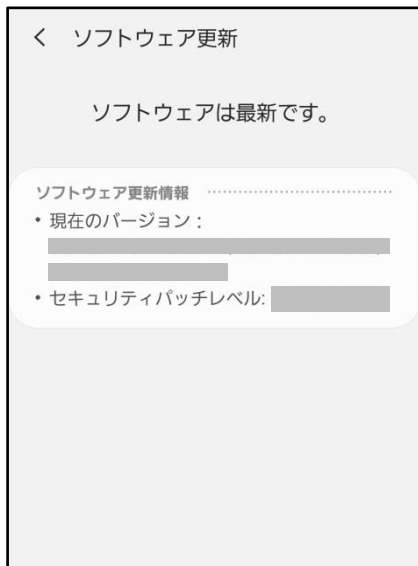 ソフトウェア更新
ソフトウェアは最新です。
ソフトウェア更新情報
• 現在のバージョン :
• セキュリティパッチレベル: